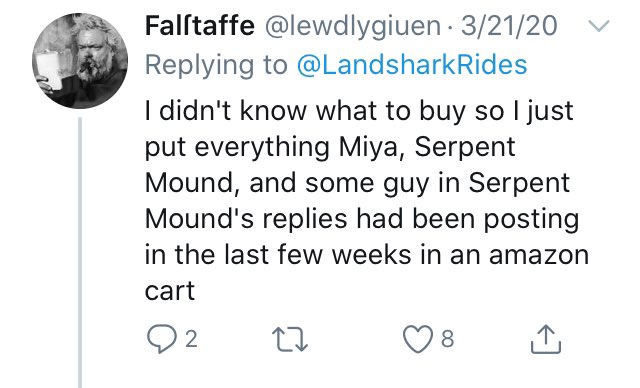 Falſtaffe @lewdlygiuen · 3/21/20
Replying to @LandsharkRides
I didn't know what to buy so I just
put everything Miya, Serpent
Mound, and some guy in Serpent
Mound's replies had been posting
in the last few weeks in an amazon
cart
2 8